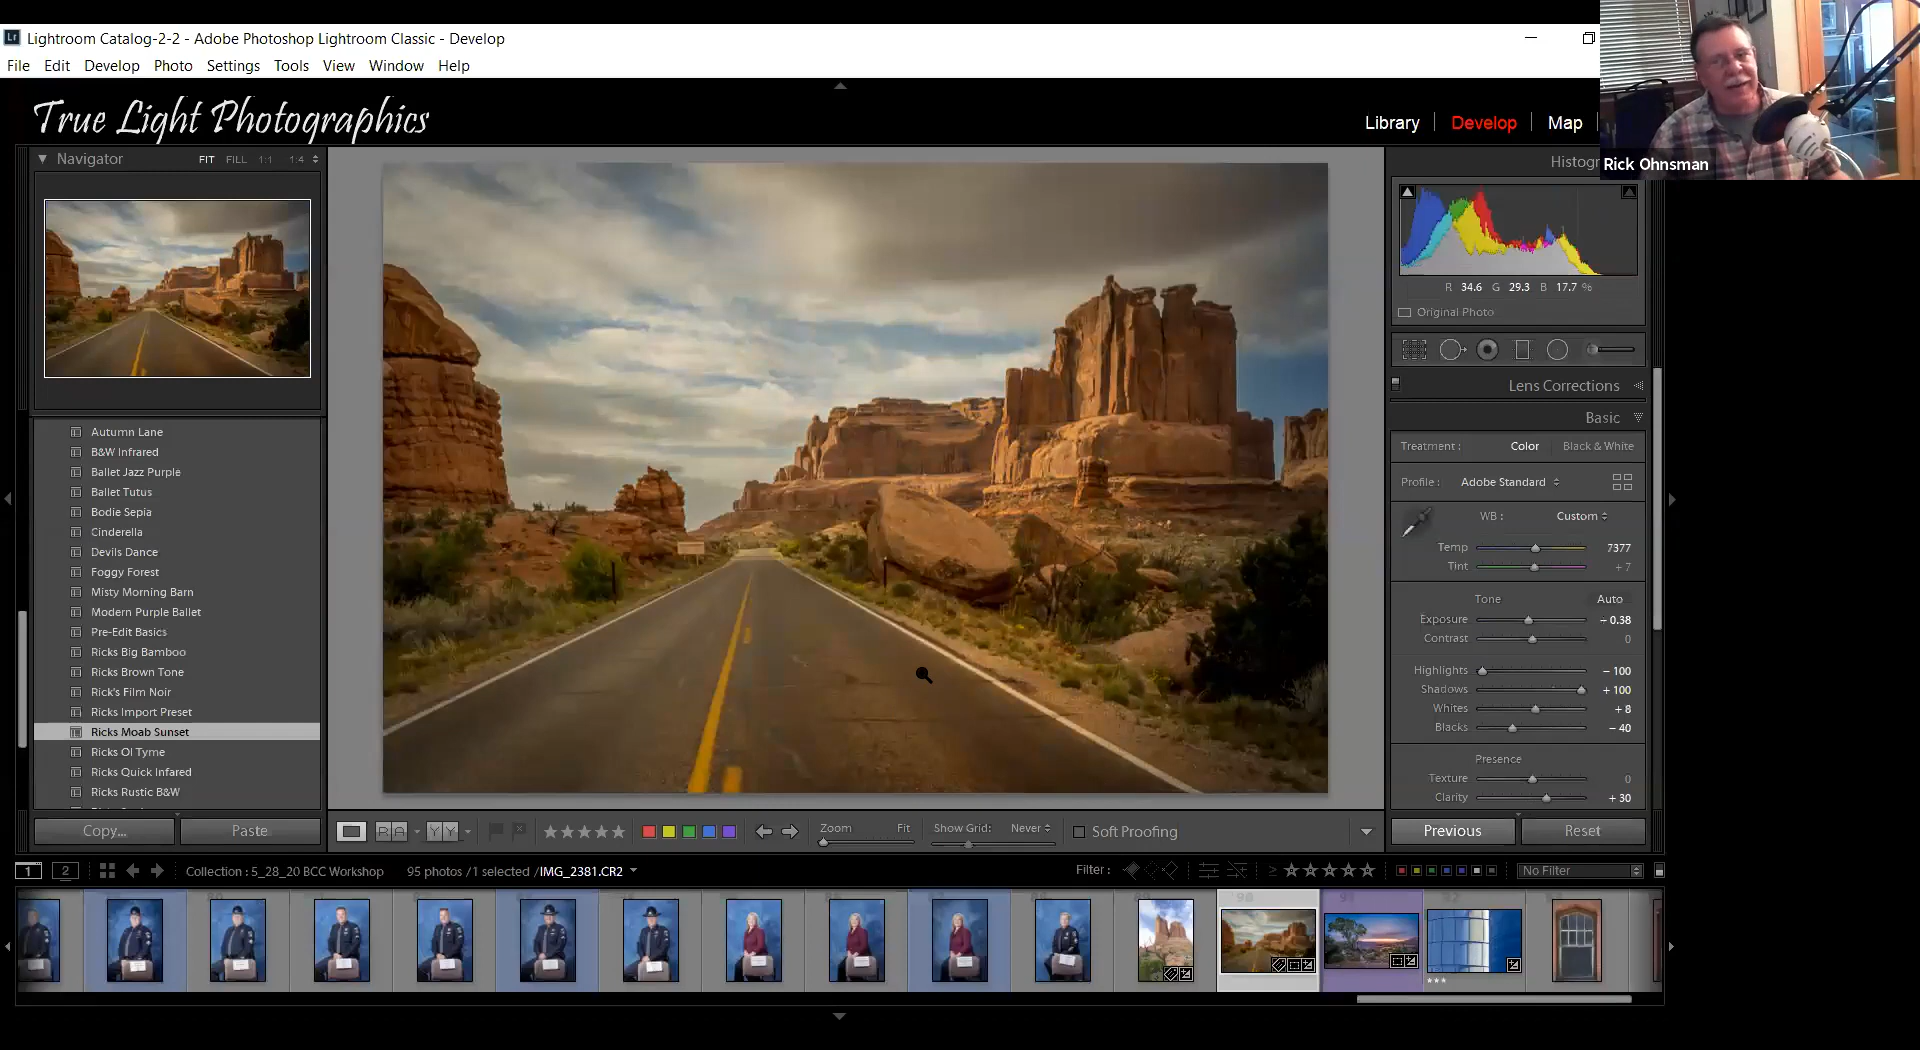 Lightroom Catalog-2-2 - Adobe Photoshop Lightroom Classic - Develop
File Edit Develop Photo Settings Tools View Window Help
True Light Photographics
Library Develop Map
Rick Ohnsman
Navigator FIT FILL 1:1 1:4
Histogr
R 34.6 G 29.3 B 17.7 %
Original Photo
Lens Corrections
Basic
Treatment : Color Black & White
Profile : Adobe Standard
WB : Custom
Temp 7377
Tint + 7
Tone Auto
Exposure - 0.38
Contrast 0
Highlights - 100
Shadows + 100
Whites + 8
Blacks - 40
Presence
Texture 0
Clarity + 30
Autumn Lane
B&W Infrared
Ballet Jazz Purple
Ballet Tutus
Bodie Sepia
Cinderella
Devils Dance
Foggy Forest
Misty Morning Barn
Modern Purple Ballet
Pre-Edit Basics
Ricks Big Bamboo
Ricks Brown Tone
Rick's Film Noir
Ricks Import Preset
Ricks Moab Sunset
Ricks Ol Tyme
Ricks Quick Infared
Ricks Rustic B&W
Copy... Paste
R A Y Y Zoom Fit Show Grid: Never Soft Proofing
Previous Reset
1 2 Collection : 5_28_20 BCC Workshop 95 photos / 1 selected / IMG_2381.CR2 Filter : No Filter